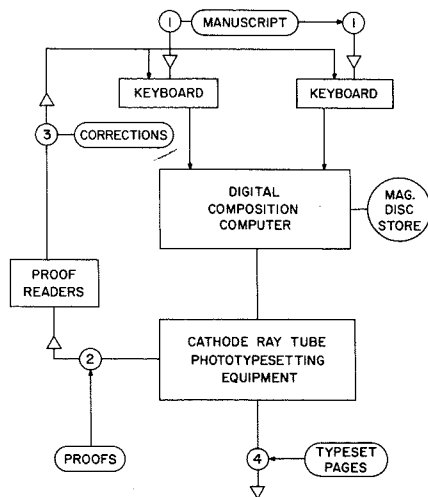 1
MANUSCRIPT
1
KEYBOARD
KEYBOARD
3
CORRECTIONS
DIGITAL
COMPOSITION
COMPUTER
MAG.
DISC
STORE
PROOF
READERS
CATHODE RAY TUBE
PHOTOTYPESETTING
EQUIPMENT
2
PROOFS
4
TYPESET
PAGES